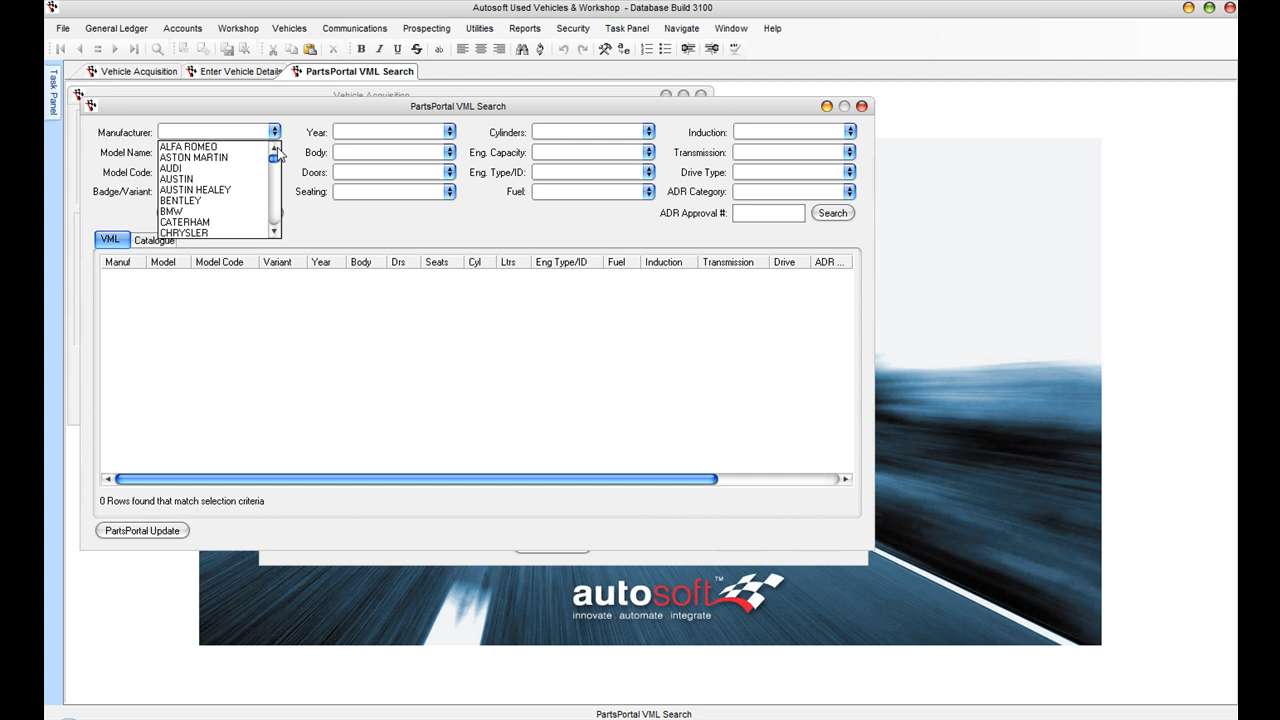 Autosoft Used Vehicles & Workshop - Database Build 3100
File General Ledger Accounts Workshop Vehicles Communications Prospecting Utilities Reports Security Task Panel Navigate Window Help
B I U S
Vehicle Acquisition Enter Vehicle Details PartsPortal VML Search
Task Panel
Vehicle Acquisition
PartsPortal VML Search
Manufacturer: Year: Cylinders: Induction:
ALFA ROMEO
Model Name: Body: Eng. Capacity: Transmission:
ASTON MARTIN
AUDI
Model Code: Doors: Eng. Type/ID: Drive Type:
AUSTIN
AUSTIN HEALEY
Badge/Variant: Seating: Fuel: ADR Category:
BENTLEY
BMW
ADR Approval #: Search
CATERHAM
CHRYSLER
VML Catalogue
Manuf Model Model Code Variant Year Body Drs Seats Cyl Ltrs Eng Type/ID Fuel Induction Transmission Drive ADR ...
0 Rows found that match selection criteria
PartsPortal Update
autosoft™
innovate . automate . integrate .
PartsPortal VML Search